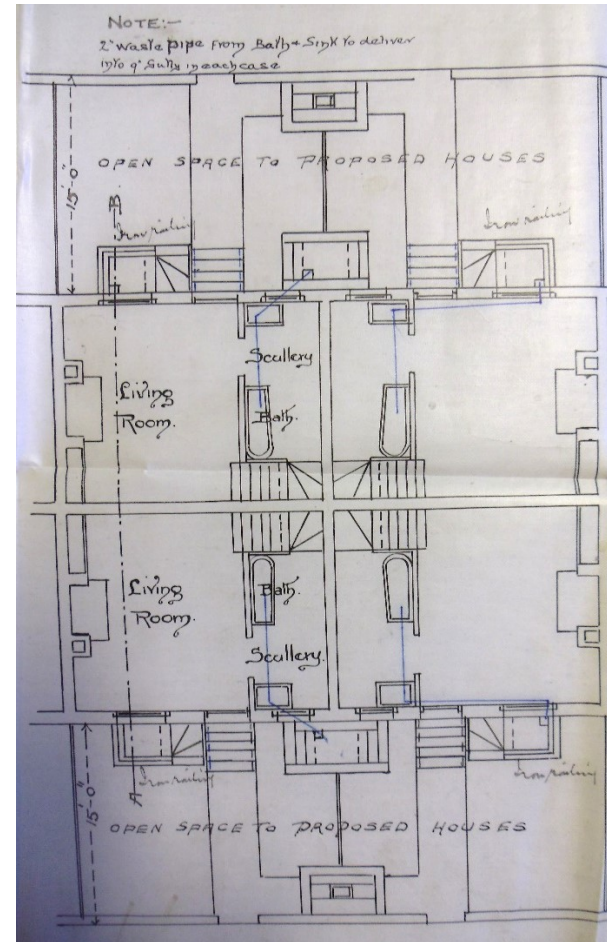 NOTE:-
2" Waste pipe from Bath & Sink to deliver
into 9" Gully in each case
OPEN SPACE TO PROPOSED HOUSES
15'-0"
B
Iron railing
Iron railing
Scullery
Living
Room.
Bath.
Living
Room.
Bath.
Scullery.
Iron railing
Iron railing
A
15'-0"
OPEN SPACE TO PROPOSED HOUSES